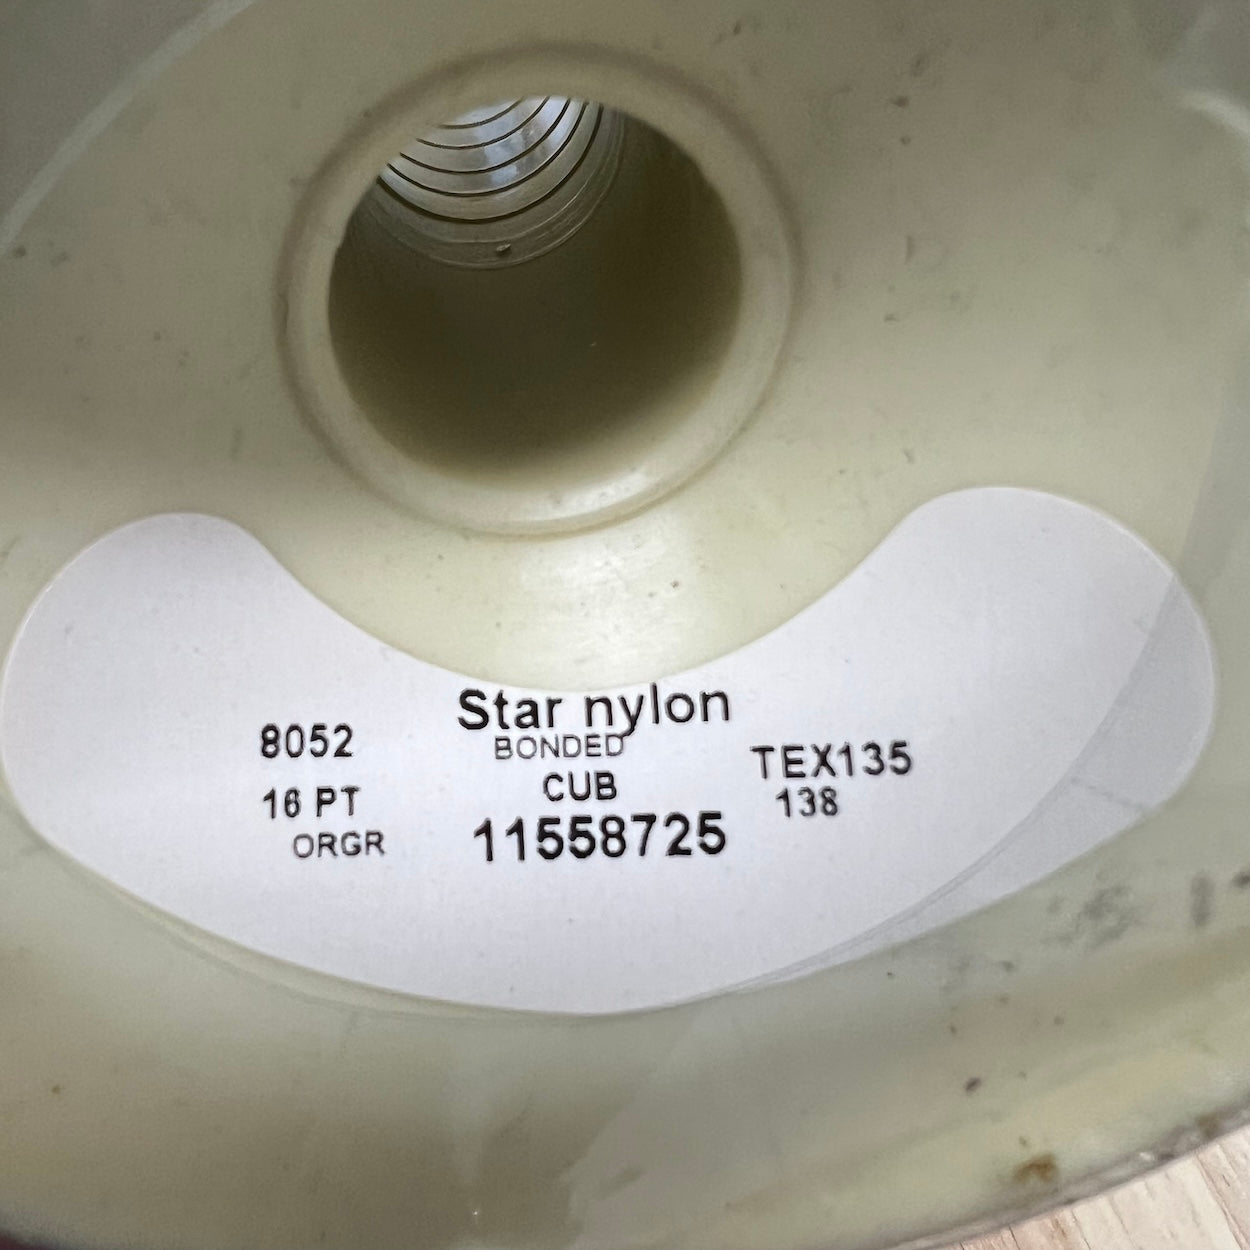 Star nylon
8052 BONDED TEX135
16 PT CUB 138
ORGR 11558725